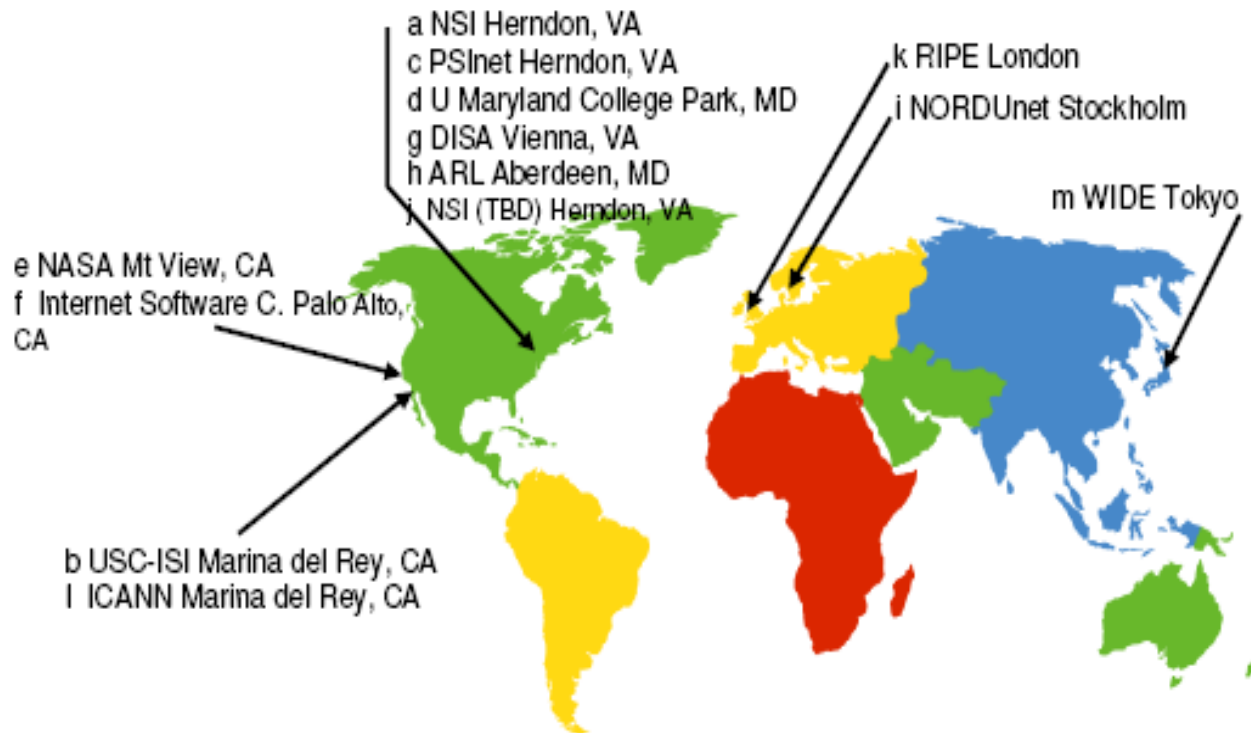 a NSI Herndon, VA
c PSInet Herndon, VA
d U Maryland College Park, MD
g DISA Vienna, VA
h ARL Aberdeen, MD
j NSI (TBD) Herndon, VA
k RIPE London
i NORDUnet Stockholm
m WIDE Tokyo
e NASA Mt View, CA
f Internet Software C. Palo Alto,
CA
b USC-ISI Marina del Rey, CA
l ICANN Marina del Rey, CA